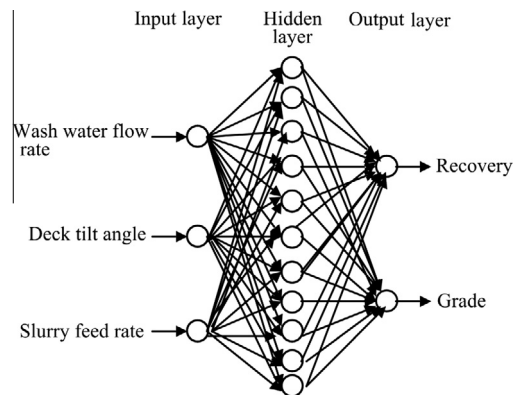 Input layer
Hidden
layer
Output layer
Wash water flow
rate
Deck tilt angle
Slurry feed rate
Recovery
Grade